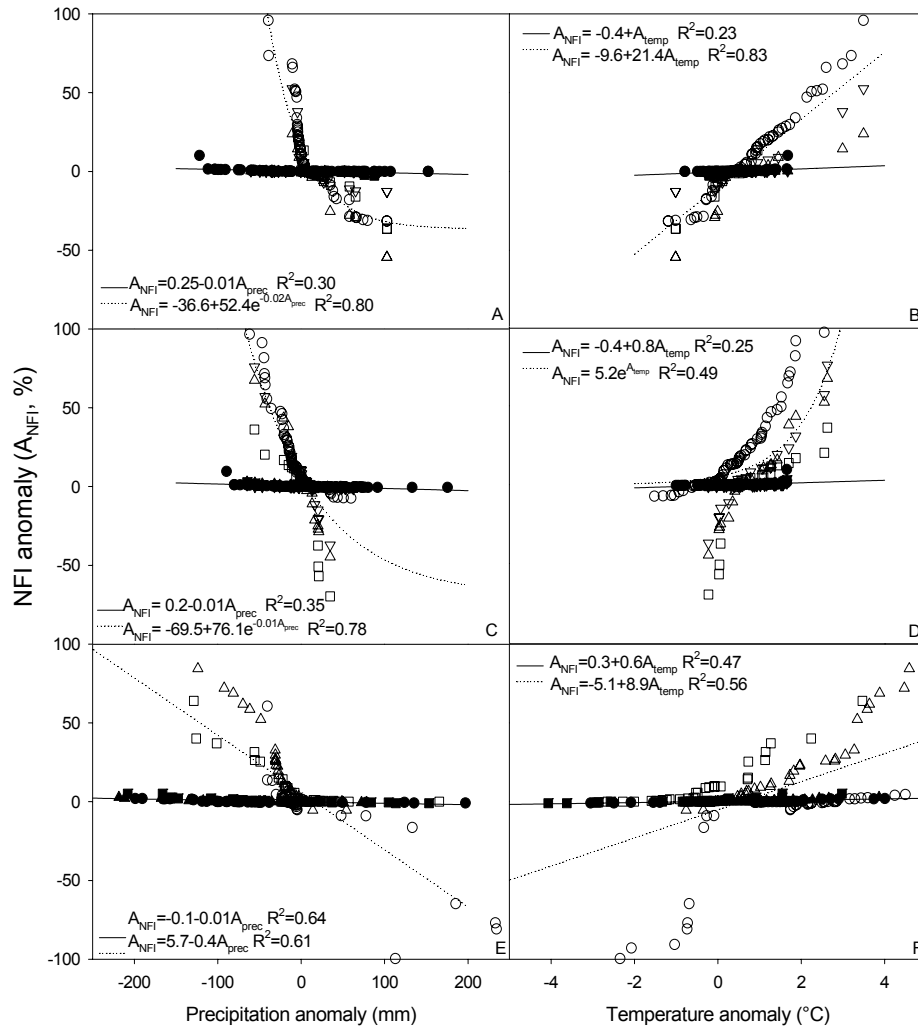 100
50
0
-50
A_NFI=0.25-0.01A_prec R²=0.30
A_NFI= -36.6+52.4e^-0.02A_prec R²=0.80
A
A_NFI= -0.4+A_temp R²=0.23
A_NFI= -9.6+21.4A_temp R²=0.83
B
NFI anomaly (A_NFI, %)
100
50
0
-50
A_NFI= 0.2-0.01A_prec R²=0.35
A_NFI= -69.5+76.1e^-0.01A_prec R²=0.78
C
A_NFI= -0.4+0.8A_temp R²=0.25
A_NFI= 5.2e^A_temp R²=0.49
D
100
50
0
-50
-100
A_NFI=-0.1-0.01A_prec R²=0.64
A_NFI=5.7-0.4A_prec R²=0.61
E
A_NFI=0.3+0.6A_temp R²=0.47
A_NFI=-5.1+8.9A_temp R²=0.56
F
-200 -100 0 100 200
-4 -2 0 2 4
Precipitation anomaly (mm)
Temperature anomaly (°C)